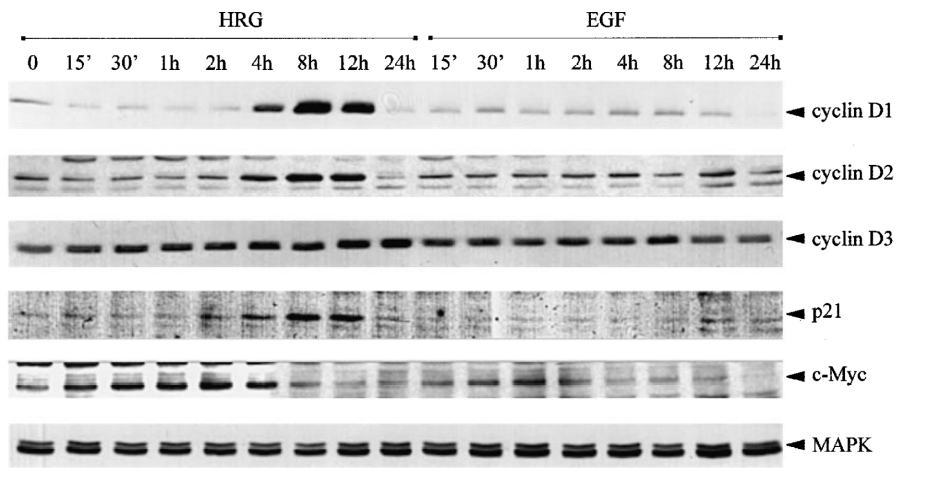 HRG EGF
0 15’ 30’ 1h 2h 4h 8h 12h 24h 15’ 30’ 1h 2h 4h 8h 12h 24h
cyclin D1
cyclin D2
cyclin D3
p21
c-Myc
MAPK